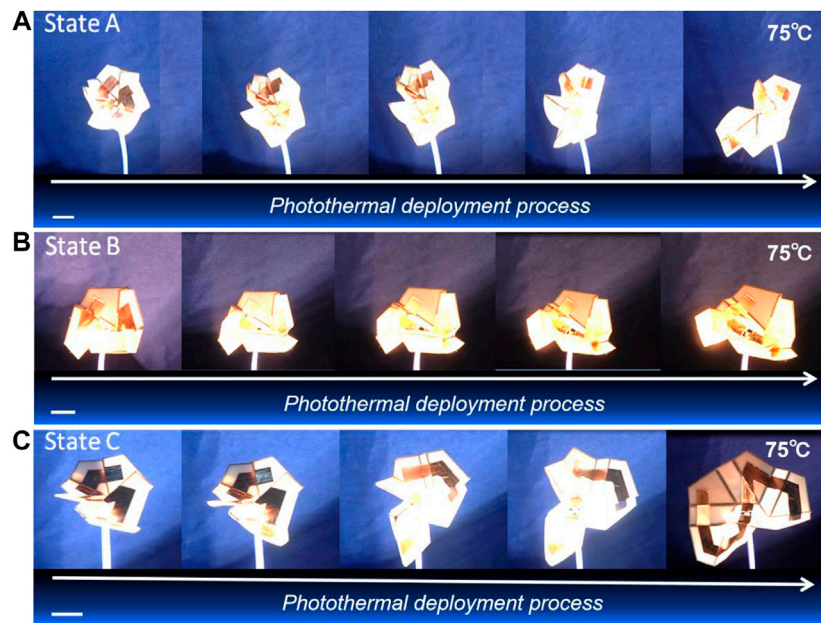 A
State A
75℃
Photothermal deployment process
B
State B
75℃
Photothermal deployment process
C
State C
75℃
Photothermal deployment process